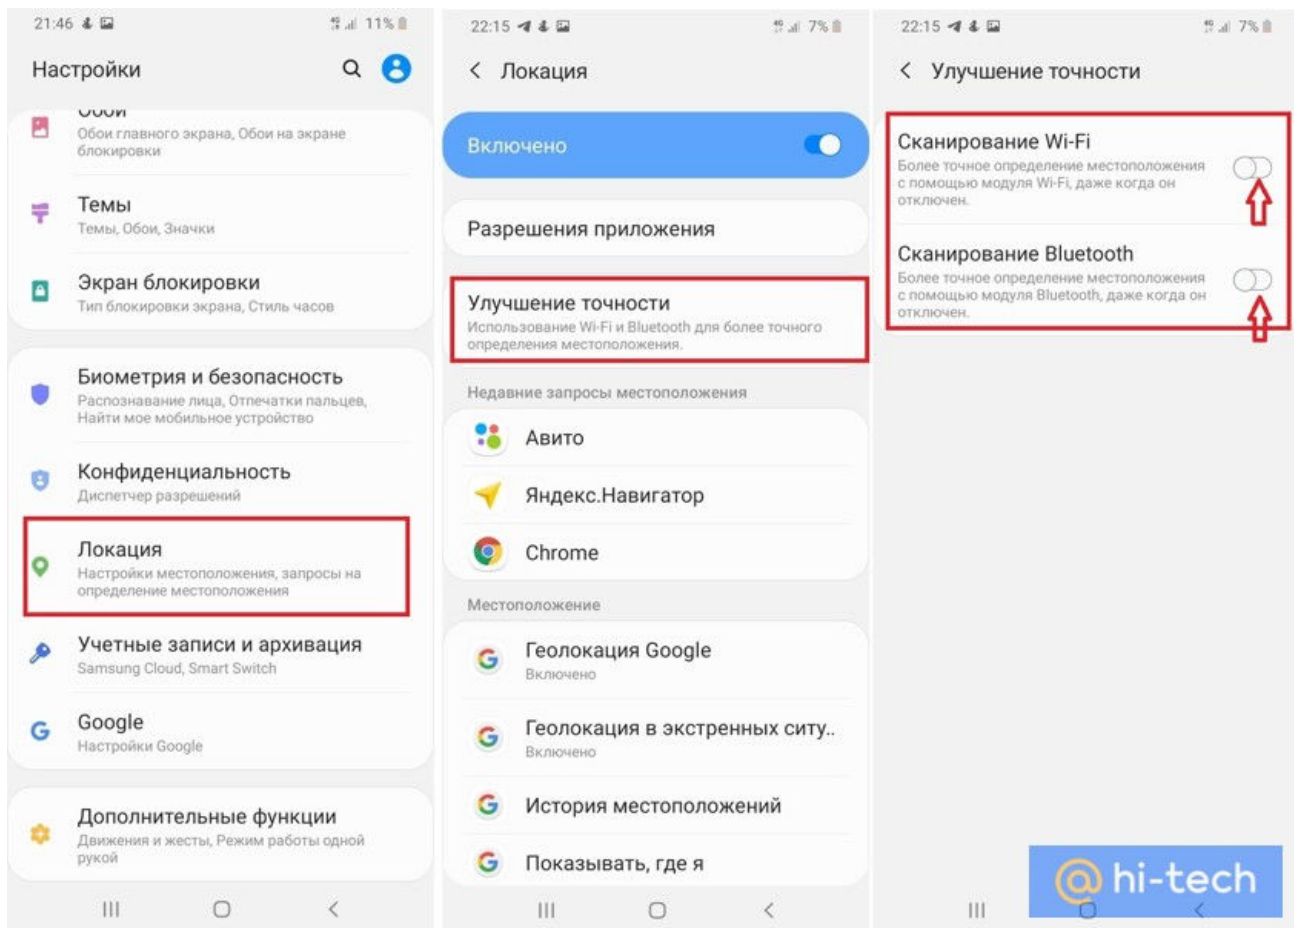 21:46
11%
Настройки
Обои
Обои главного экрана, Обои на экране
блокировки
Темы
Темы, Обои, Значки
Экран блокировки
Тип блокировки экрана, Стиль часов
Биометрия и безопасность
Распознавание лица, Отпечатки пальцев,
Найти мое мобильное устройство
Конфиденциальность
Диспетчер разрешений
Локация
Настройки местоположения, запросы на
определение местоположения
Учетные записи и архивация
Samsung Cloud, Smart Switch
Google
Настройки Google
Дополнительные функции
Движения и жесты, Режим работы одной
рукой
22:15
7%
Локация
Включено
Разрешения приложения
Улучшение точности
Использование Wi-Fi и Bluetooth для более точного
определения местоположения.
Недавние запросы местоположения
Авито
Яндекс.Навигатор
Chrome
Местоположение
Геолокация Google
Включено
Геолокация в экстренных ситу..
Включено
История местоположений
Показывать, где я
22:15
7%
Улучшение точности
Сканирование Wi-Fi
Более точное определение местоположения
с помощью модуля Wi-Fi, даже когда он
отключен.
Сканирование Bluetooth
Более точное определение местоположения
с помощью модуля Bluetooth, даже когда он
отключен.
@ hi-tech